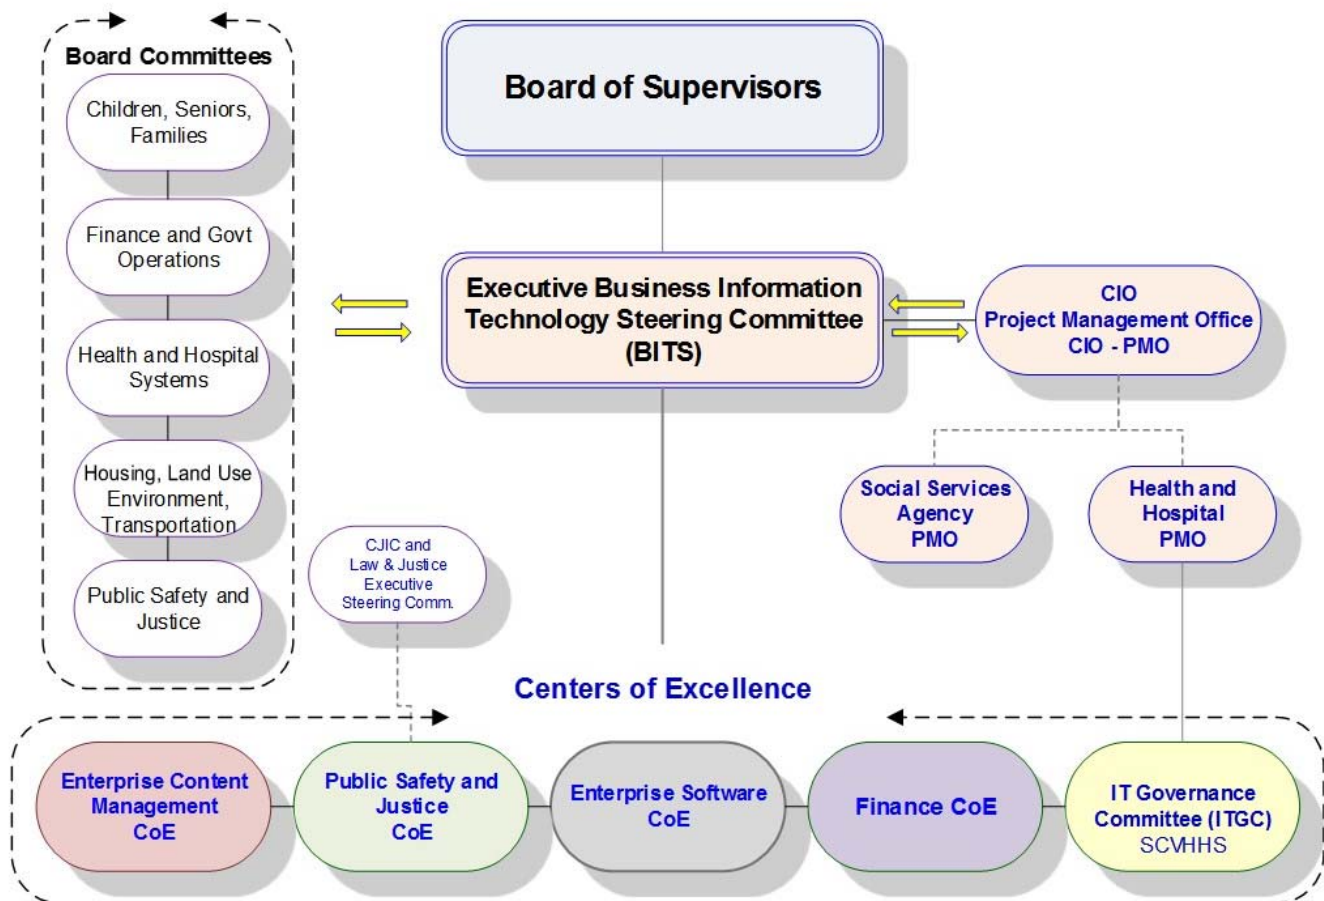 Board Committees
Children, Seniors,
Families
Finance and Govt
Operations
Health and Hospital
Systems
Housing, Land Use
Environment,
Transportation
Public Safety and
Justice
Board of Supervisors
Executive Business Information
Technology Steering Committee
(BITS)
CIO
Project Management Office
CIO - PMO
Social Services
Agency
PMO
Health and
Hospital
PMO
CJIC and
Law & Justice
Executive
Steering Comm.
Centers of Excellence
Enterprise Content
Management
CoE
Public Safety and
Justice
CoE
Enterprise Software
CoE
Finance CoE
IT Governance
Committee (ITGC)
SCVHHS